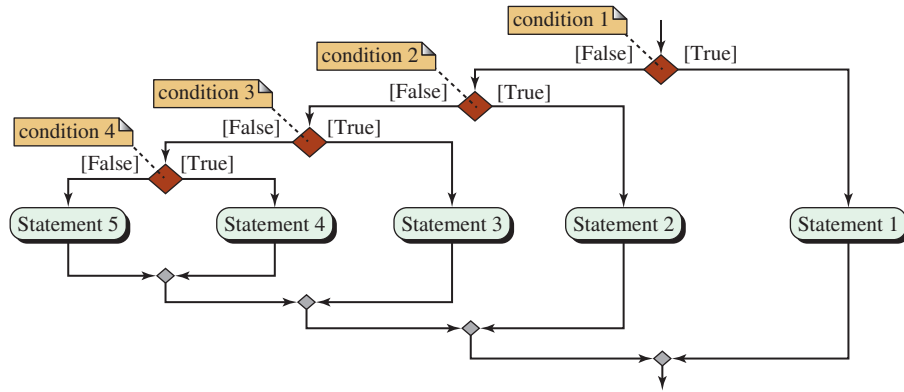 condition 1
[False] [True]
condition 2
[False] [True]
condition 3
[False] [True]
condition 4
[False] [True]
Statement 5 Statement 4 Statement 3 Statement 2 Statement 1